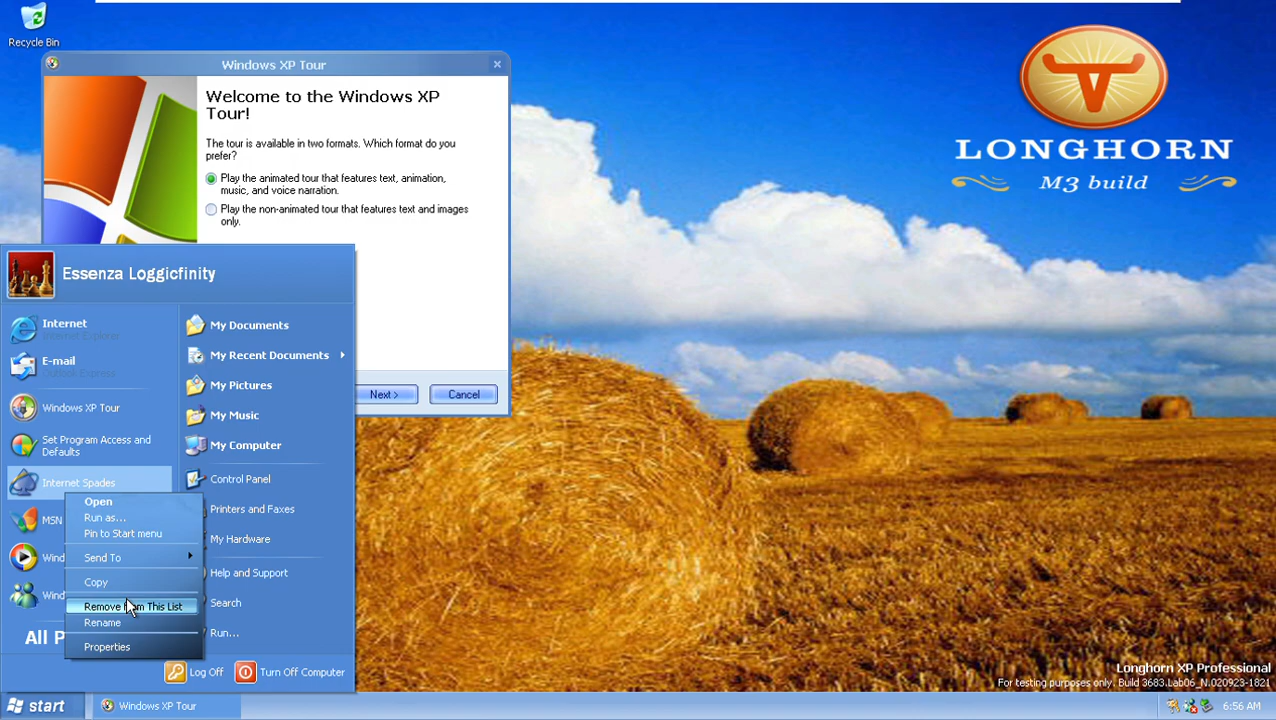 Recycle Bin
Windows XP Tour
Welcome to the Windows XP
Tour!
The tour is available in two formats. Which format do you
prefer?
Play the animated tour that features text, animation,
music, and voice narration.
Play the non-animated tour that features text and images
only.
Next >
Cancel
LONGHORN
M3 build
Essenza Loggicfinity
Internet
Internet Explorer
E-mail
Outlook Express
Windows XP Tour
Set Program Access and
Defaults
Internet Spades
MSN
Wind
Wind
All P
My Documents
My Recent Documents
My Pictures
My Music
My Computer
Control Panel
Printers and Faxes
My Hardware
Help and Support
Search
Run...
Open
Run as...
Pin to Start menu
Send To
Copy
Remove from This List
Rename
Properties
Log Off
Turn Off Computer
Longhorn XP Professional
For testing purposes only. Build 3683.Lab06_N.020923-1821
start
Windows XP Tour
6:56 AM